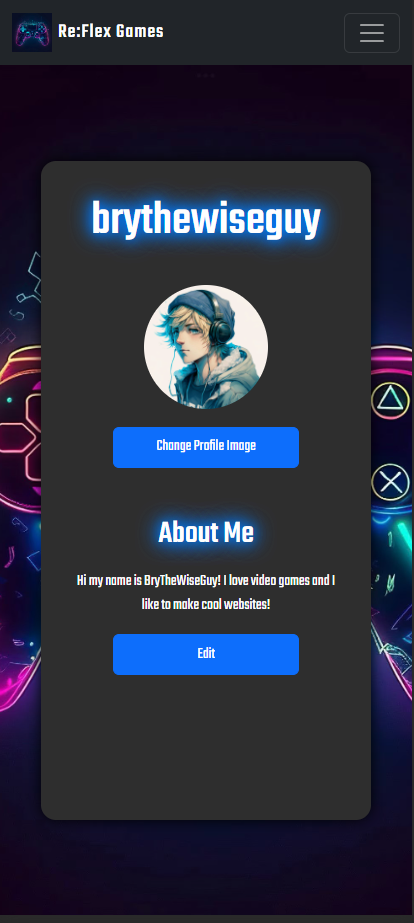 Re:Flex Games
brythewiseguy
Change Profile Image
About Me
Hi my name is BryTheWiseGuy! I love video games and I
like to make cool websites!
Edit